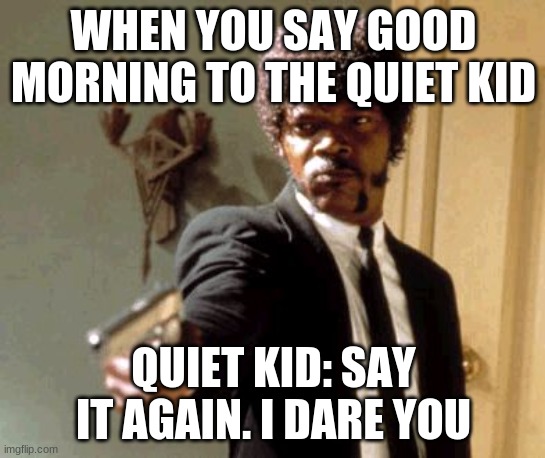 WHEN YOU SAY GOOD
MORNING TO THE QUIET KID
QUIET KID: SAY
IT AGAIN. I DARE YOU
imgflip.com